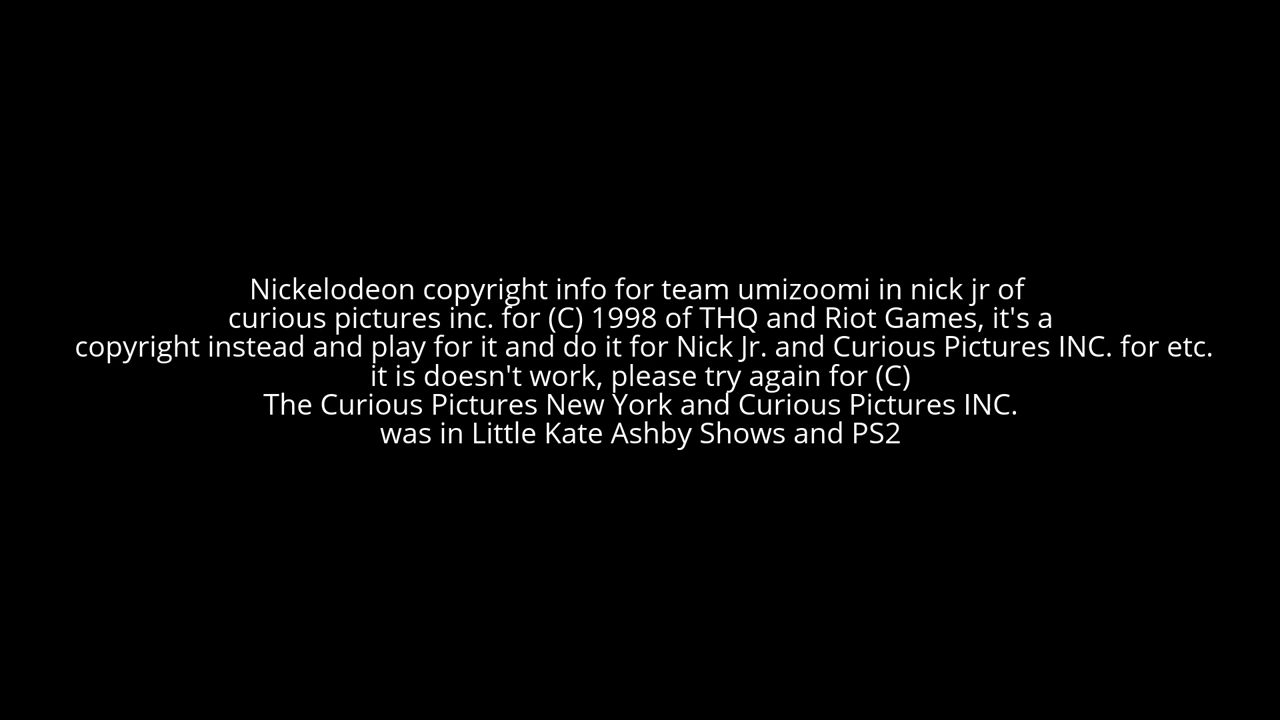 Nickelodeon copyright info for team umizoomi in nick jr of
curious pictures inc. for (C) 1998 of THQ and Riot Games, it's a
copyright instead and play for it and do it for Nick Jr. and Curious Pictures INC. for etc.
it is doesn't work, please try again for (C)
The Curious Pictures New York and Curious Pictures INC.
was in Little Kate Ashby Shows and PS2